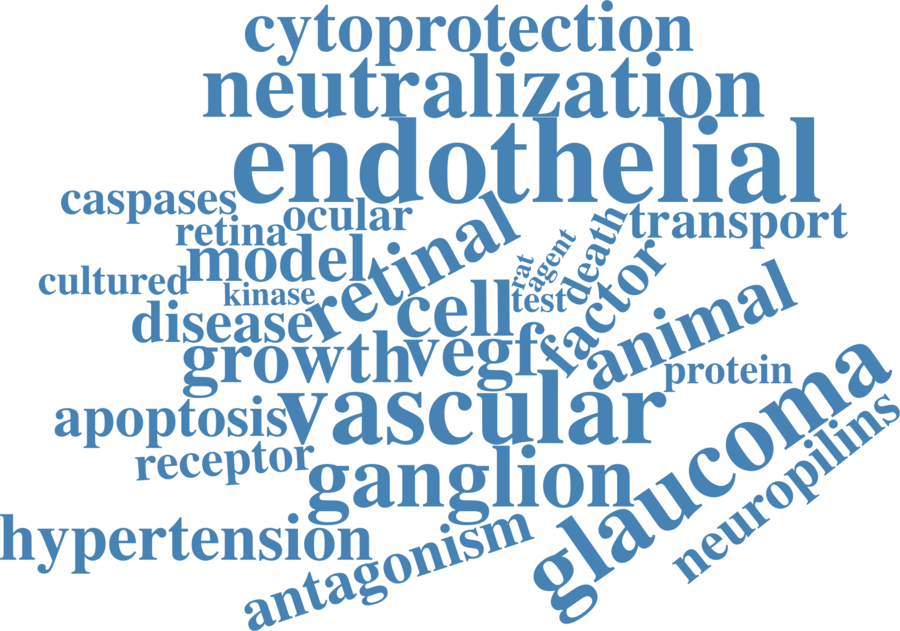 cytoprotection
neutralization
endothelial
caspases
ocular
retina
transport
model
retinal
rat
agent
death
factor
cultured
kinase
cell
test
disease
growth
vegf
animal
protein
apoptosis
vascular
receptor
ganglion
glaucoma
neuropilins
hypertension
antagonism